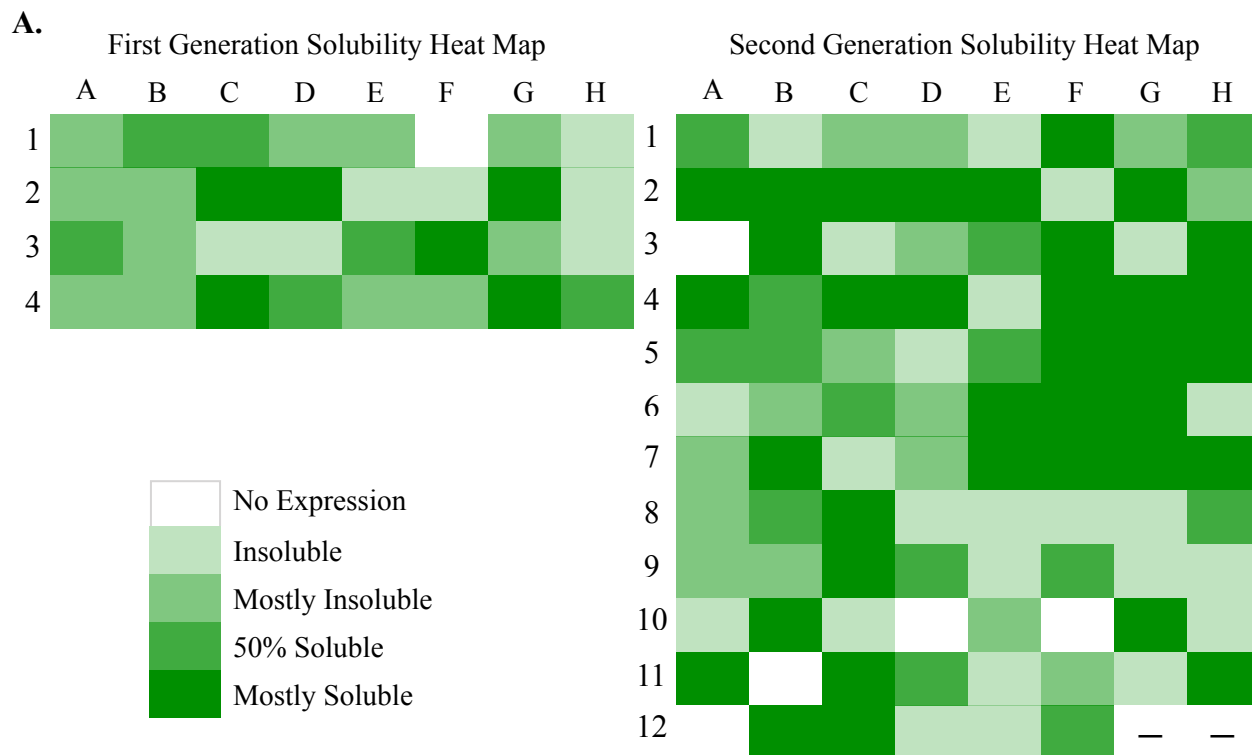 A.
First Generation Solubility Heat Map
A B C D E F G H
1
2
3
4
No Expression
Insoluble
Mostly Insoluble
50% Soluble
Mostly Soluble
Second Generation Solubility Heat Map
A B C D E F G H
1
2
3
4
5
6
7
8
9
10
11
12 – –